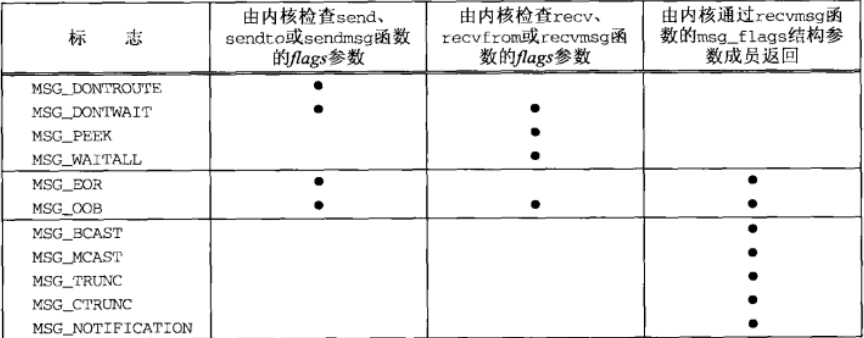 标 志
由内核检查send、
sendto或sendmsg函数
的flags参数
由内核检查recv、
recvfrom或recvmsg函
数的flags参数
由内核通过recvmsg函
数的msg_flags结构参
数成员返回
MSG_DONTROUTE ●
MSG_DONTWAIT ● ●
MSG_PEEK ●
MSG_WAITALL ●
MSG_EOR ● ●
MSG_OOB ● ● ●
MSG_BCAST ●
MSG_MCAST ●
MSG_TRUNC ●
MSG_CTRUNC ●
MSG_NOTIFICATION ●